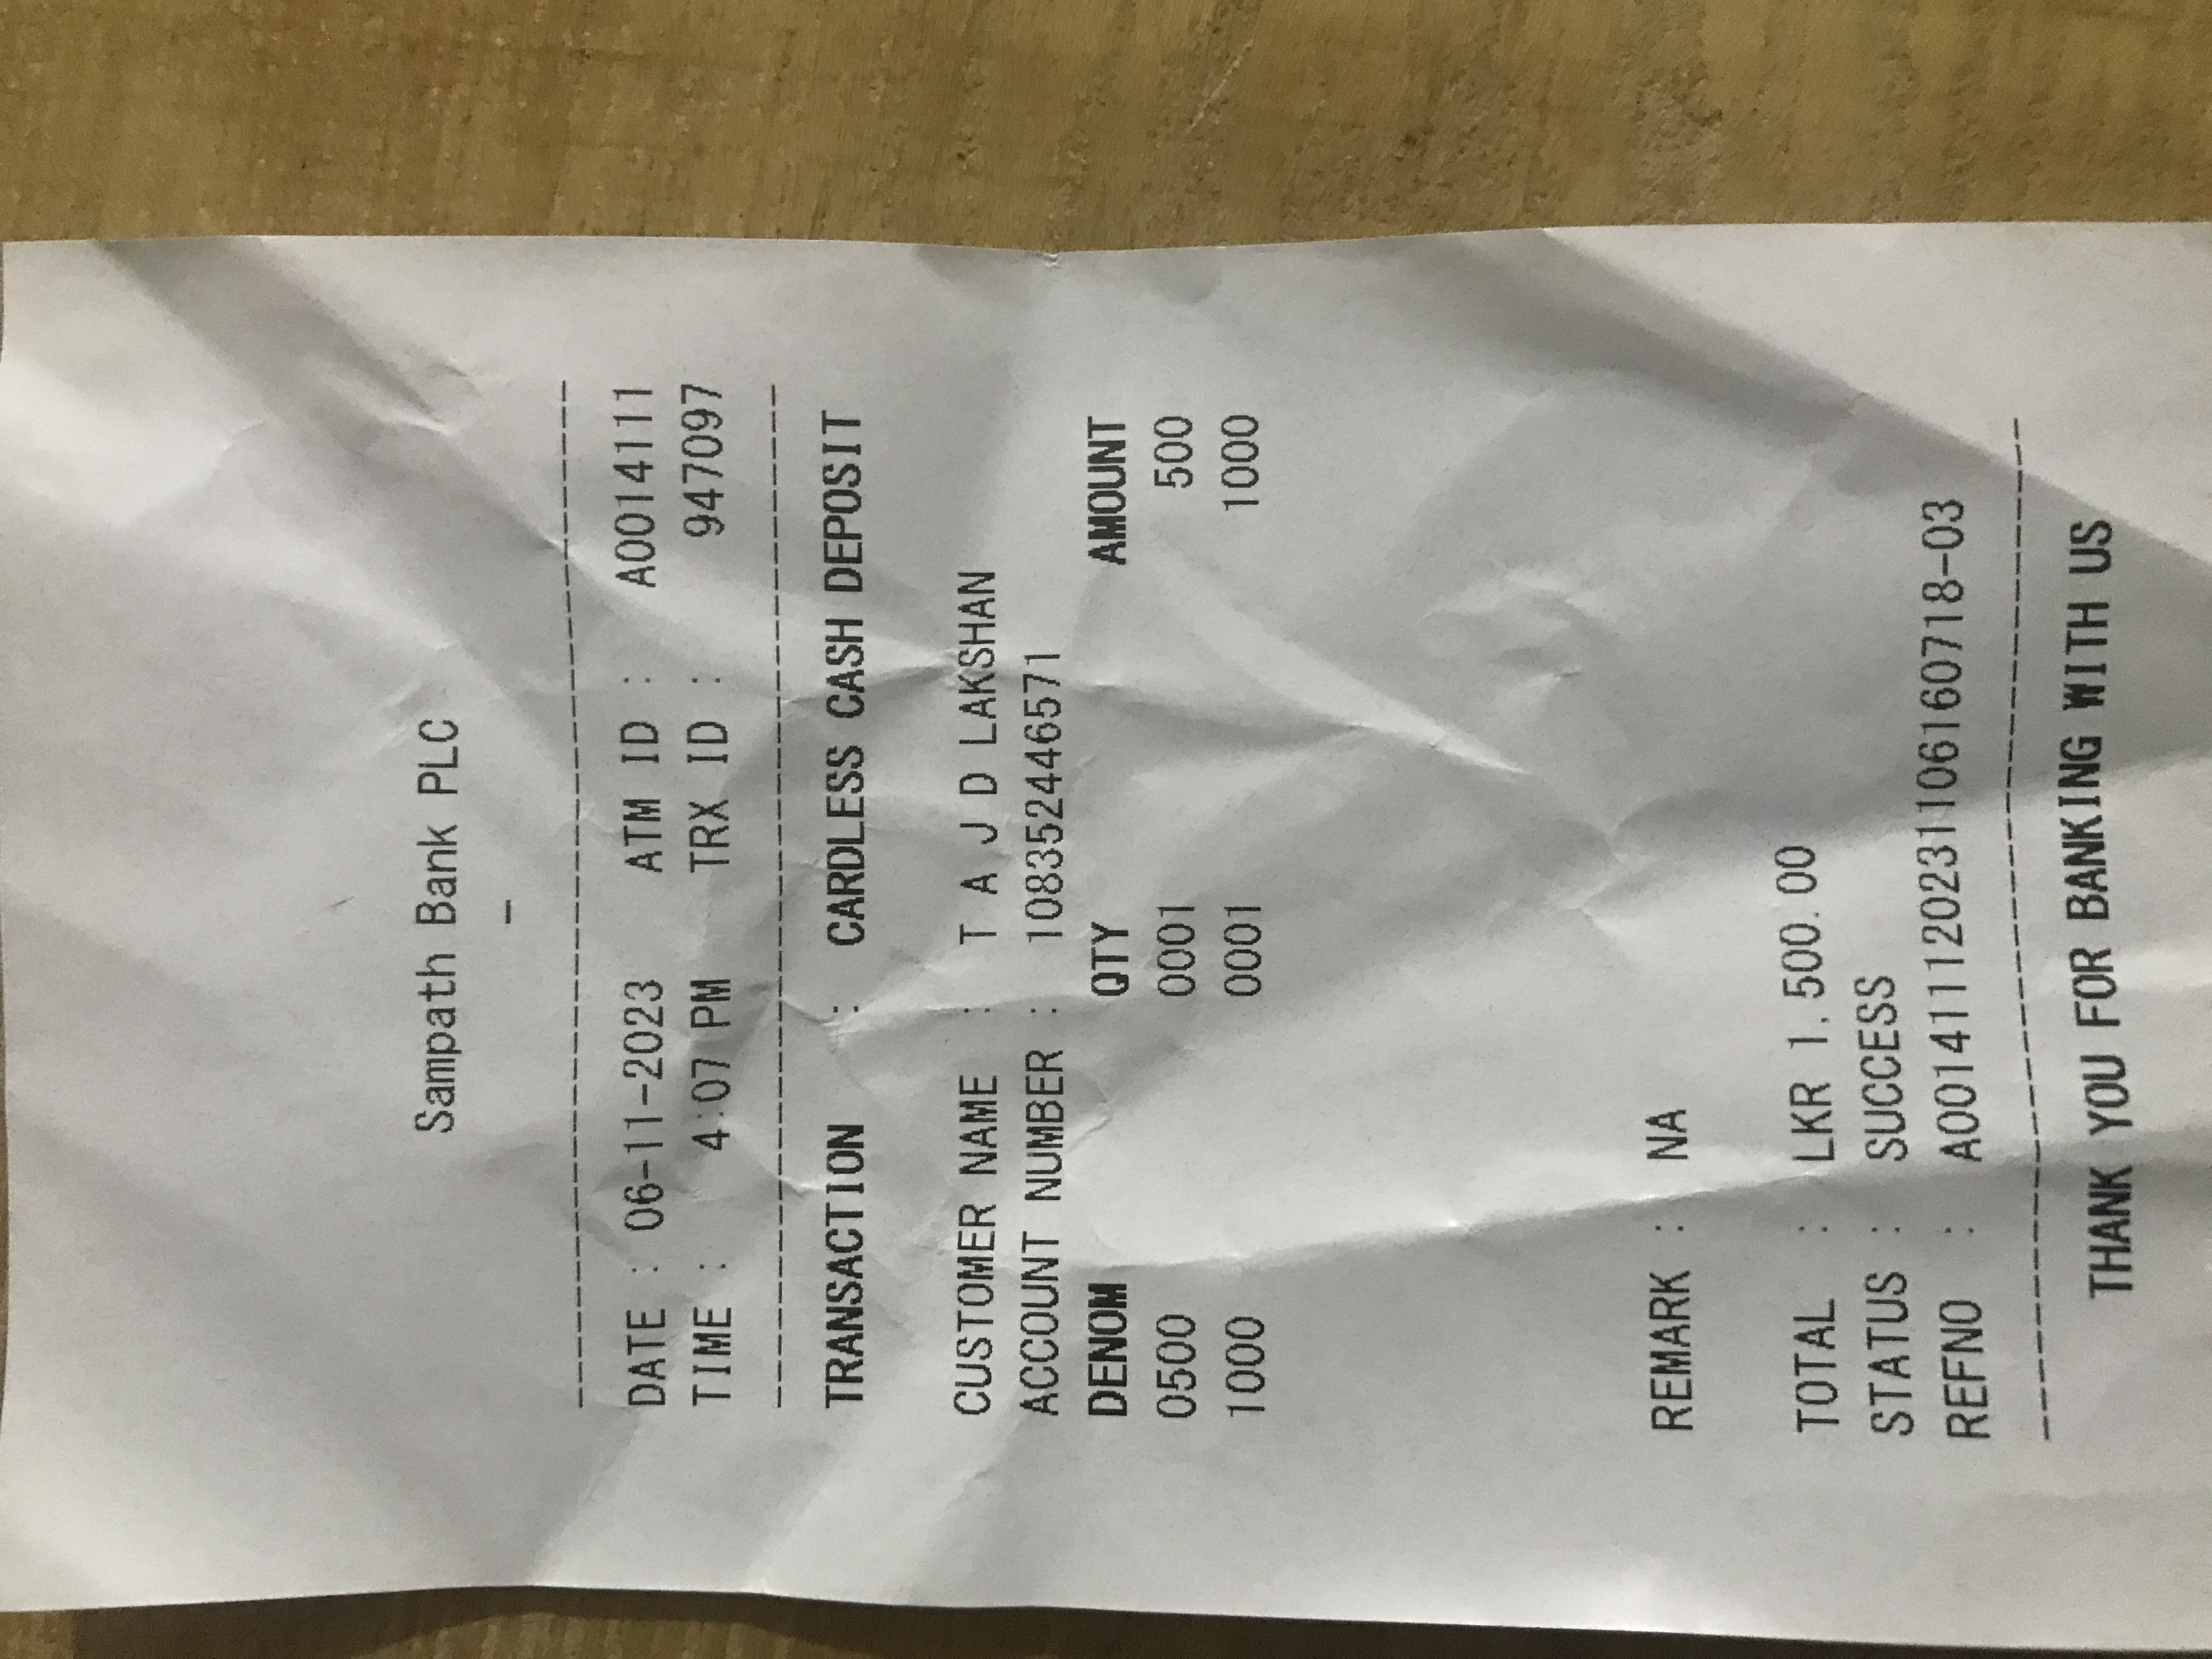 Sampath Bank PLC
-
DATE : 06-11-2023 ATM ID : A0014111
TIME : 4:07 PM TRX ID : 947097
TRANSACTION : CARDLESS CASH DEPOSIT
CUSTOMER NAME : T A J D LAKSHAN
ACCOUNT NUMBER : 108352446571
DENOM QTY AMOUNT
0500 0001 500
1000 0001 1000
REMARK : NA
TOTAL : LKR 1,500.00
STATUS : SUCCESS
REFNO : A001411120231106160718-03
THANK YOU FOR BANKING WITH US